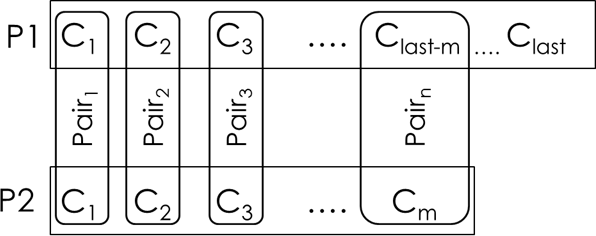 P1 C1 C2 C3 .... Clast-m .... Clast
Pair1 Pair2 Pair3 Pairn
P2 C1 C2 C3 .... Cm